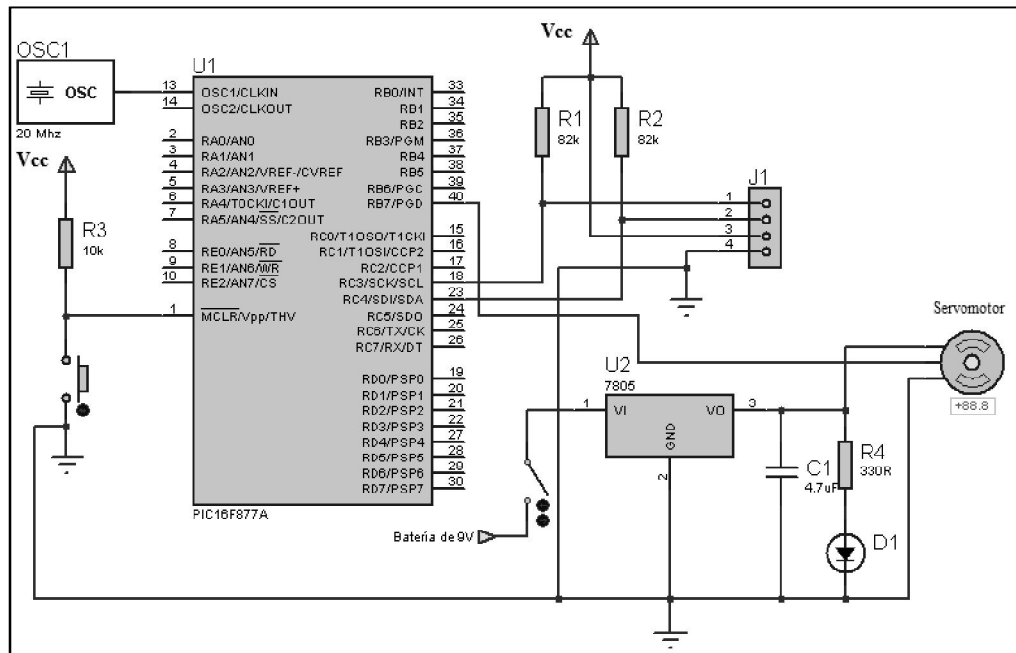 OSC1
OSC
20 Mhz
Vcc
R3
10k
U1
13 OSC1/CLKIN
14 OSC2/CLKOUT
2 RA0/AN0
3 RA1/AN1
4 RA2/AN2/VREF-/CVREF
5 RA3/AN3/VREF+
6 RA4/T0CKI/C1OUT
7 RA5/AN4/SS/C2OUT
8 RE0/AN5/RD
9 RE1/AN6/WR
10 RE2/AN7/CS
1 MCLR/Vpp/THV
RB0/INT 33
RB1 34
RB2 35
RB3/PGM 36
RB4 37
RB5 38
RB6/PGC 39
RB7/PGD 40
RC0/T1OSO/T1CKI 15
RC1/T1OSI/CCP2 16
RC2/CCP1 17
RC3/SCK/SCL 18
RC4/SDI/SDA 23
RC5/SDO 24
RC6/TX/CK 25
RC7/RX/DT 26
RD0/PSP0 19
RD1/PSP1 20
RD2/PSP2 21
RD3/PSP3 22
RD4/PSP4 27
RD5/PSP5 28
RD6/PSP6 29
RD7/PSP7 30
PIC16F877A
Vcc
R1
82k
R2
82k
J1
1
2
3
4
Servomotor
+88.8
U2
7805
1 VI
VO 3
GND
2
Batería de 9V
C1
4.7uF
R4
330R
D1